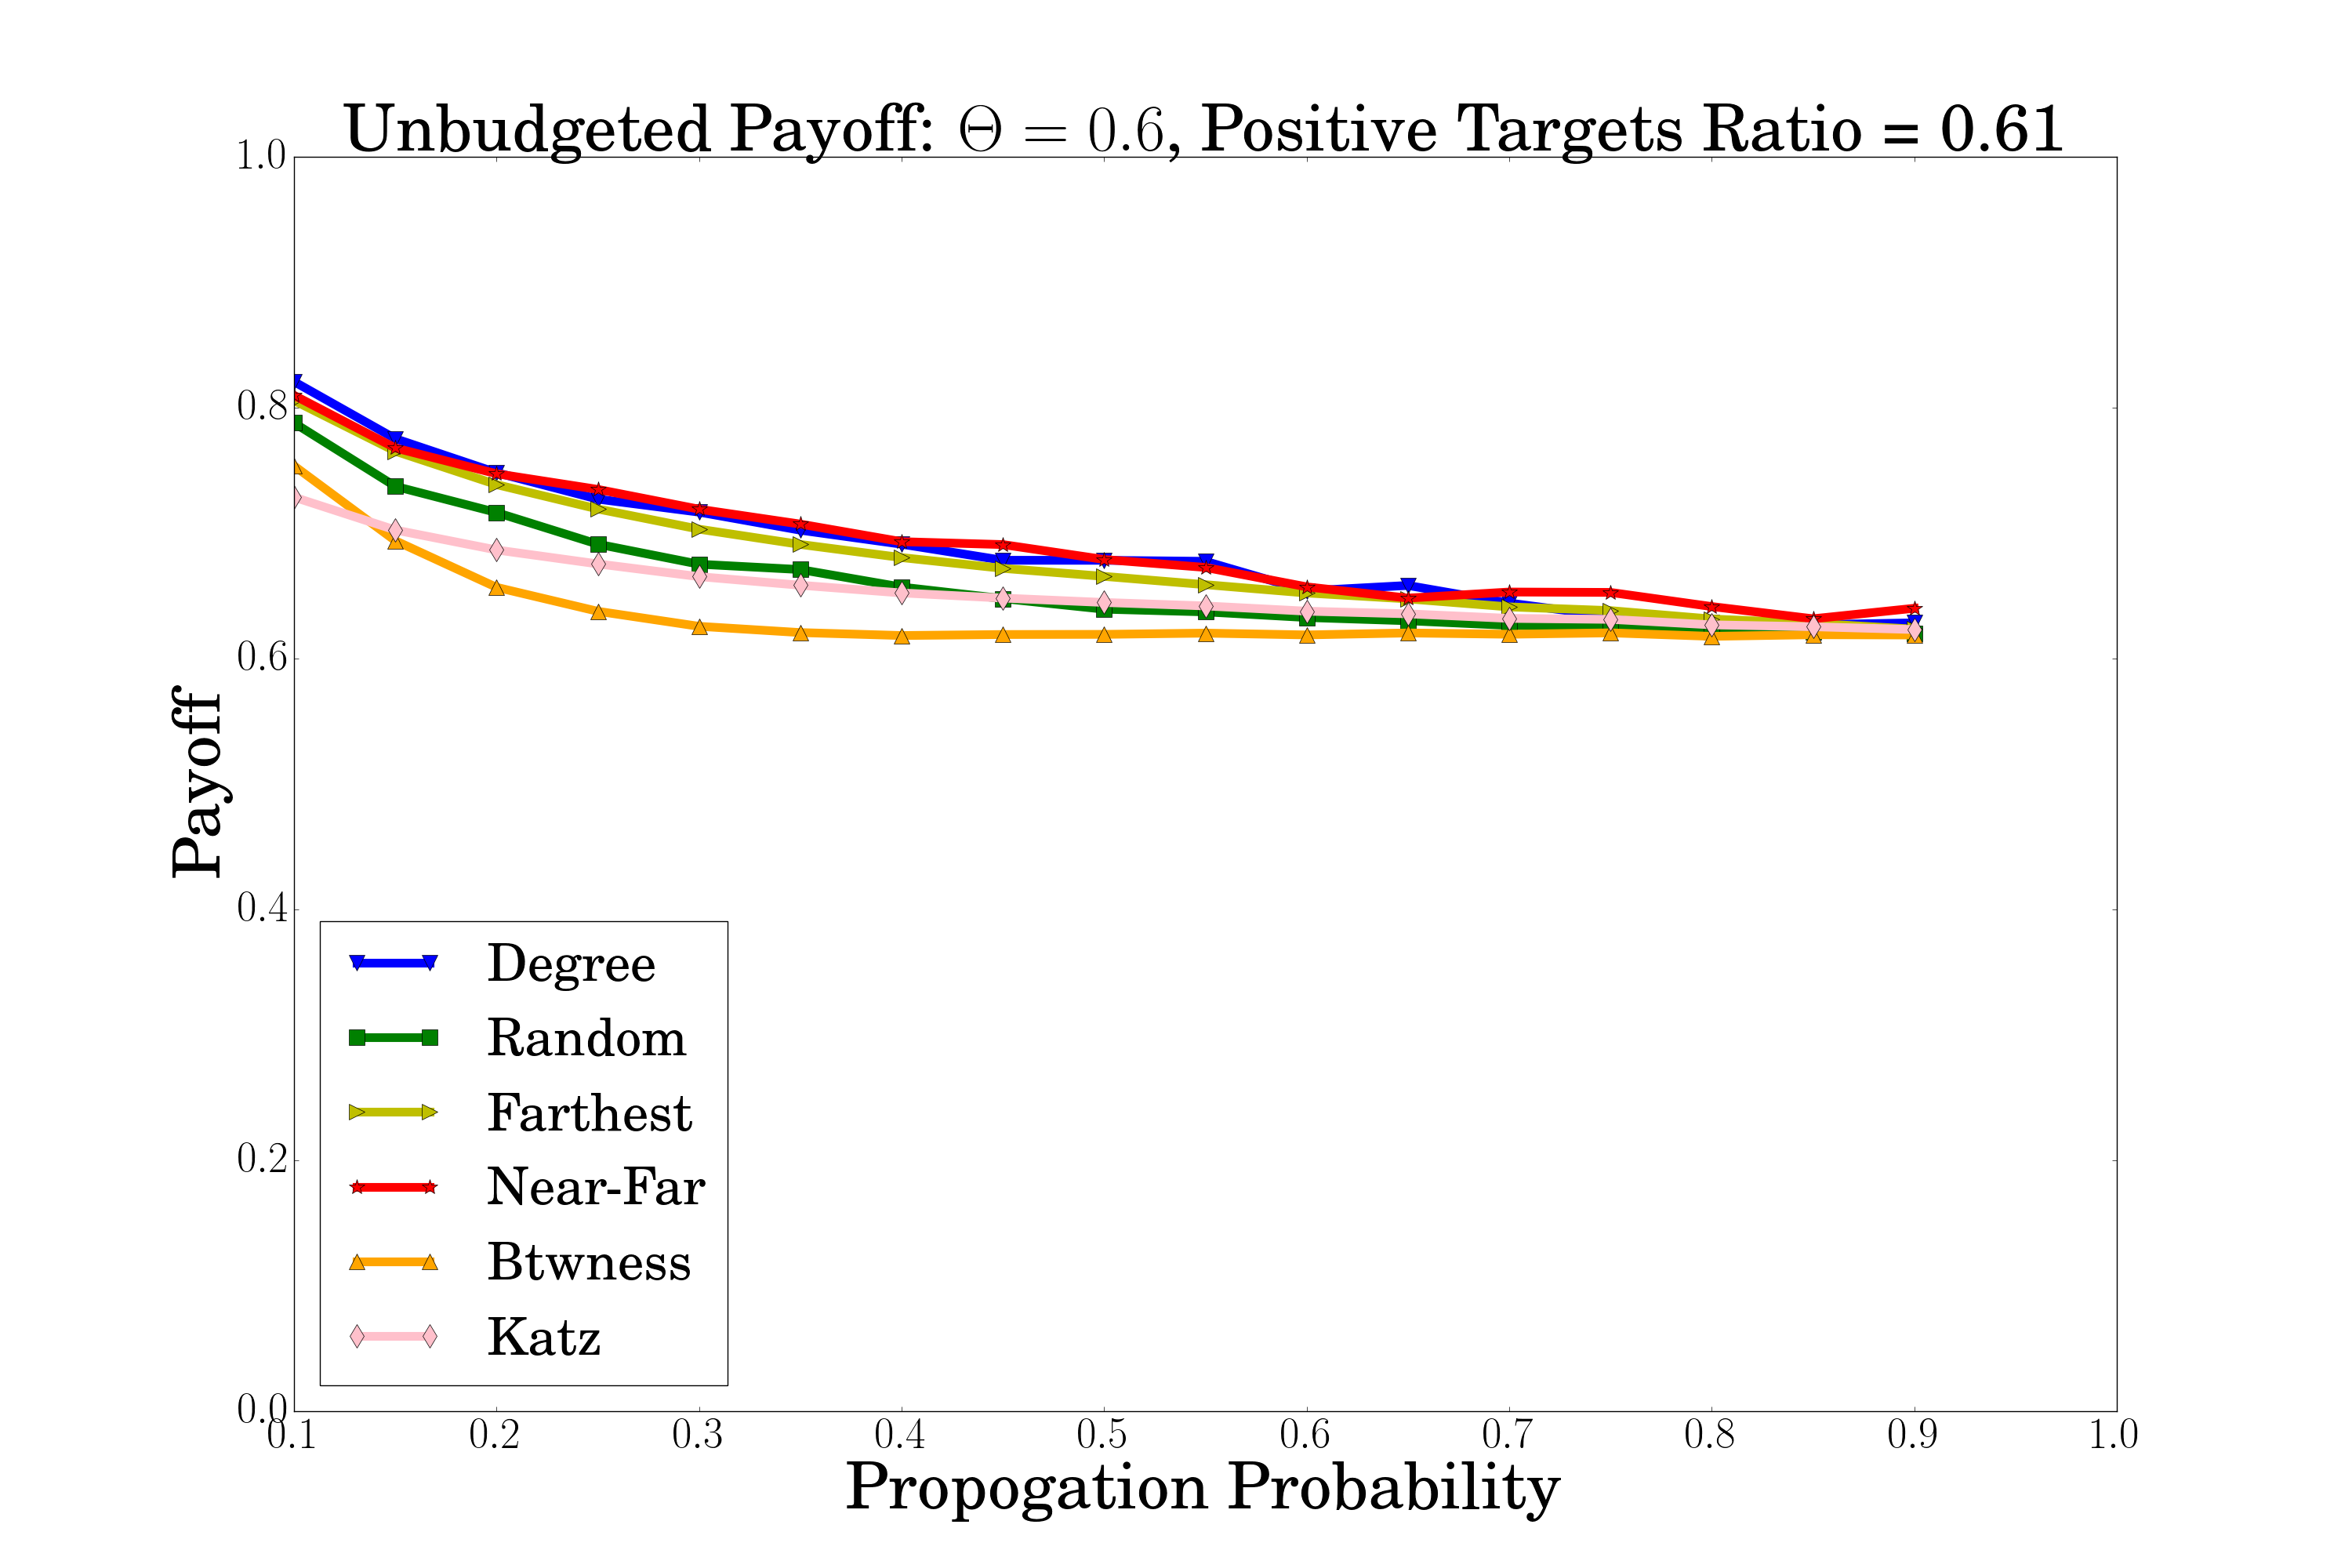 Unbudgeted Payoff: Θ = 0.6, Positive Targets Ratio = 0.61
1.0
0.8
0.6
0.4
0.2
0.0
Payoff
Degree
Random
Farthest
Near-Far
Btwness
Katz
0.1 0.2 0.3 0.4 0.5 0.6 0.7 0.8 0.9 1.0
Propogation Probability